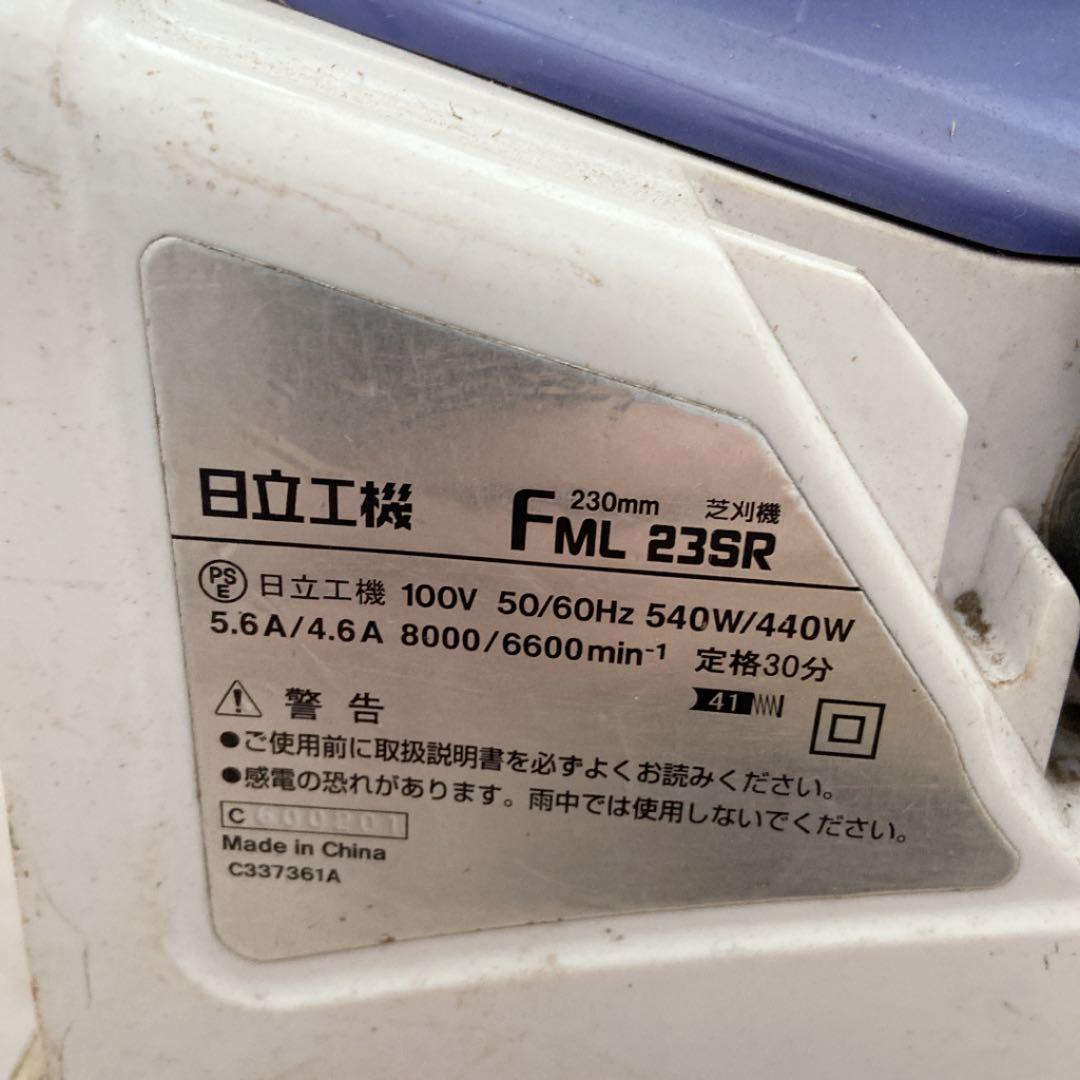 日立工機 FML 23SR
230mm 芝刈機
PSE 日立工機 100V 50/60Hz 540W/440W
5.6A/4.6A 8000/6600min-1 定格30分
41
警告
●ご使用前に取扱説明書を必ずよくお読みください。
●感電の恐れがあります。雨中では使用しないでください。
C
Made in China
C337361A